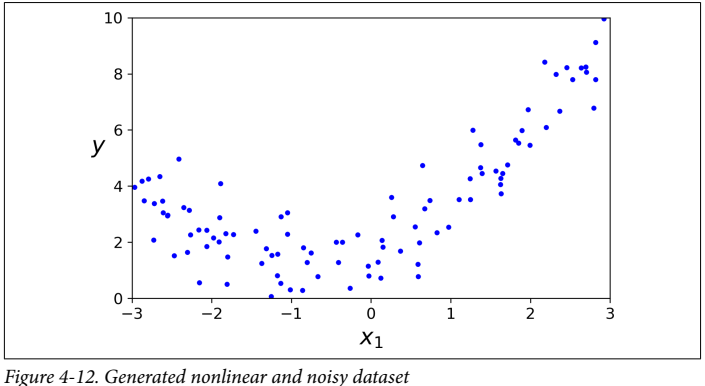 10
8
6
4
2
0
y
−3 −2 −1 0 1 2 3
x₁
Figure 4-12. Generated nonlinear and noisy dataset